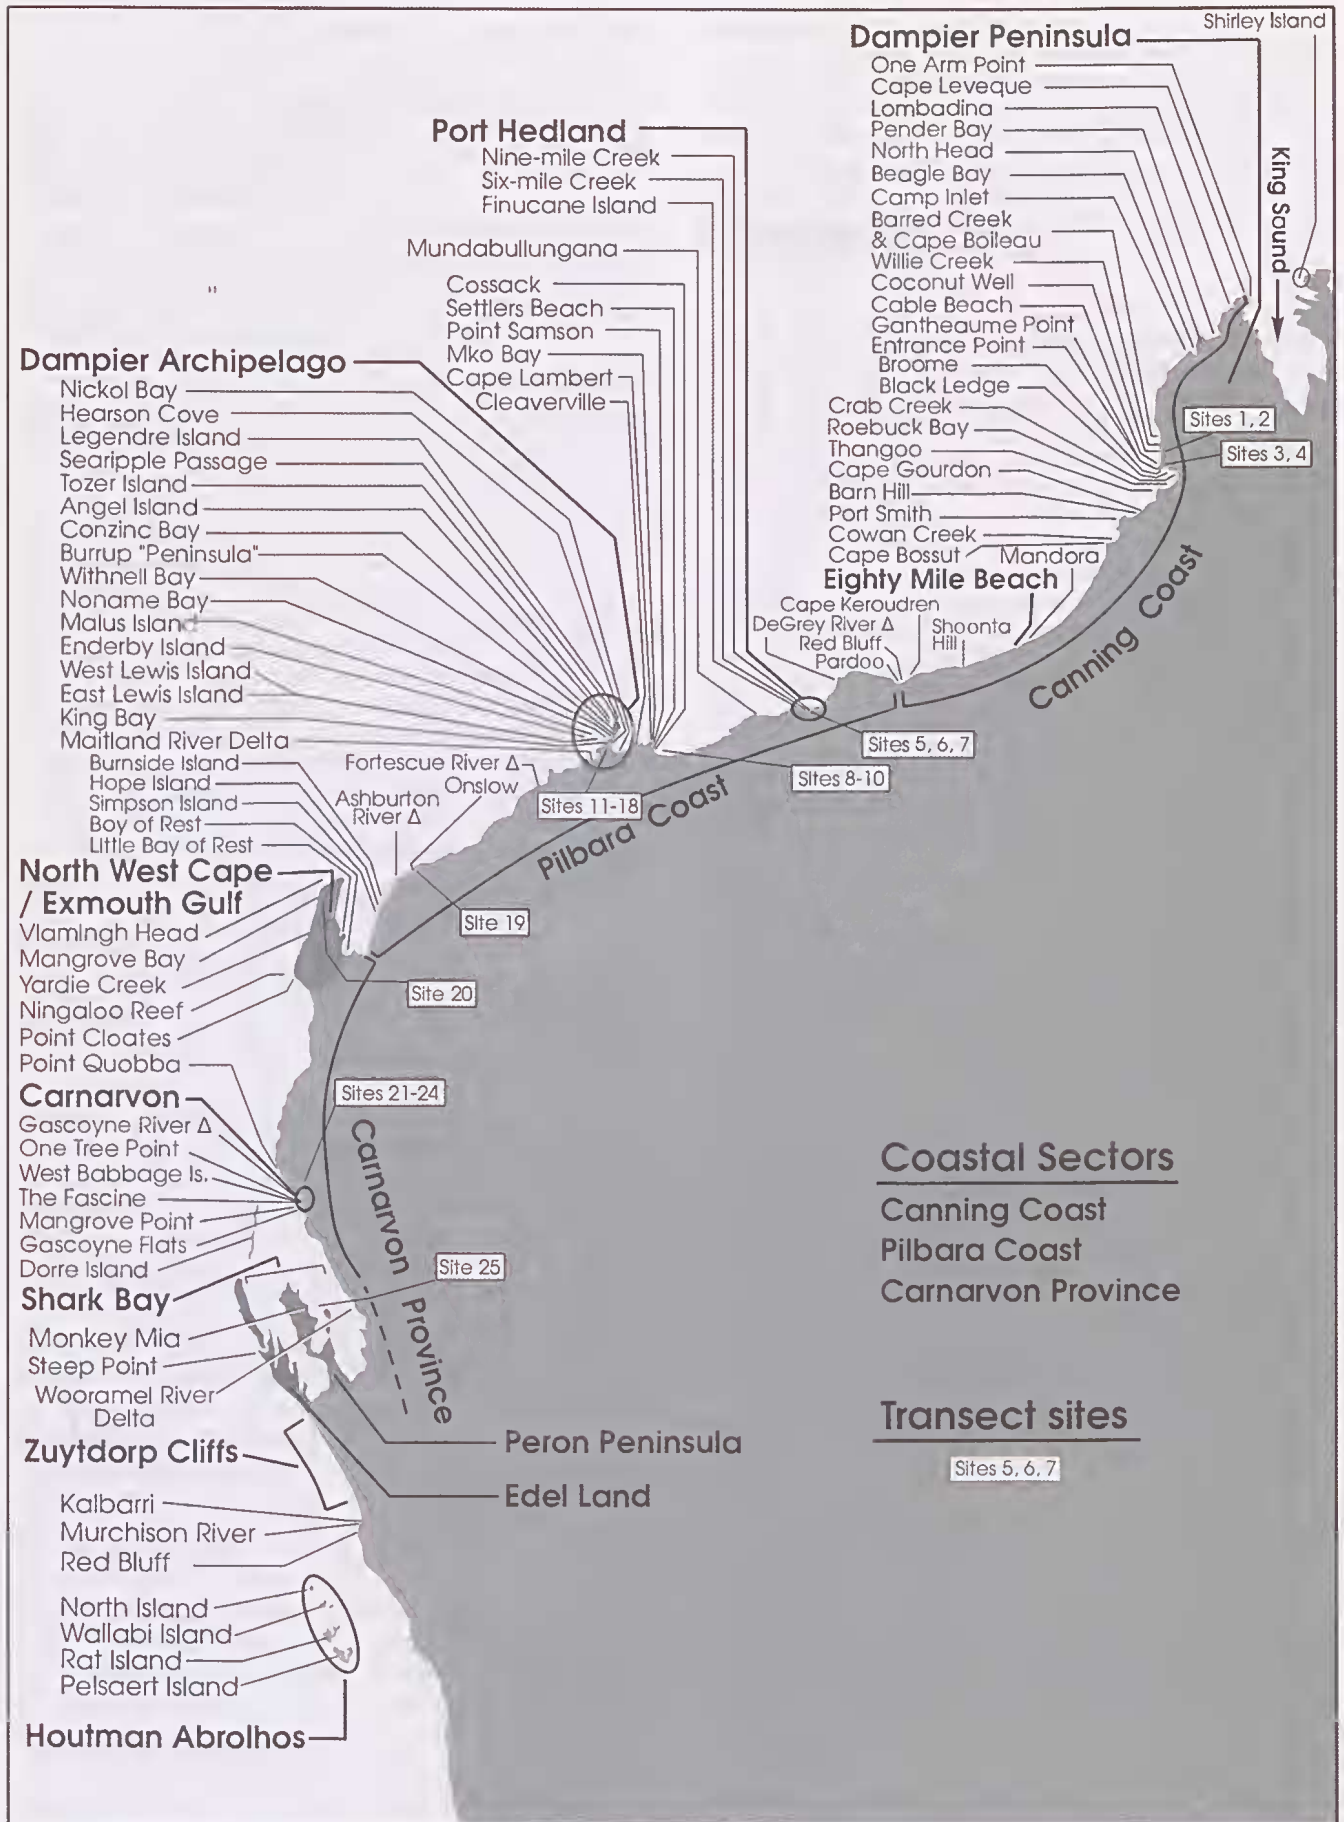 Shirley Island
Dampier Peninsula
One Arm Point
Cape Leveque
Lombadina
Pender Bay
North Head
Beagle Bay
Camp Inlet
Barred Creek
& Cape Boileau
Willie Creek
Coconut Well
Cable Beach
Gantheaume Point
Entrance Point
Broome
Black Ledge
Crab Creek
Roebuck Bay
Thangoo
Cape Gourdon
Barn Hill
Port Smith
Cowan Creek
Cape Bossut
Mandora
Eighty Mile Beach
Cape Keroudren
DeGrey River Δ
Red Bluff
Pardoo
Shoonta
Hill
King Sound
Sites 1, 2
Sites 3, 4
Canning Coast
Port Hedland
Nine-mile Creek
Six-mile Creek
Finucane Island
Mundabullungana
Cossack
Settlers Beach
Point Samson
Mko Bay
Cape Lambert
Cleaverville
Sites 5, 6, 7
Sites 8-10
Dampier Archipelago
Nickol Bay
Hearson Cove
Legendre Island
Searipple Passage
Tozer Island
Angel Island
Conzinc Bay
Burrup "Peninsula"
Withnell Bay
Noname Bay
Malus Island
Enderby Island
West Lewis Island
East Lewis Island
King Bay
Maitland River Delta
Burnside Island
Hope Island
Simpson Island
Boy of Rest
Little Bay of Rest
Fortescue River Δ
Onslow
Ashburton
River Δ
Sites 11-18
Pilbara Coast
North West Cape
/ Exmouth Gulf
Vlamingh Head
Mangrove Bay
Yardie Creek
Ningaloo Reef
Point Cloates
Point Quobba
Site 19
Site 20
Carnarvon
Gascoyne River Δ
One Tree Point
West Babbage Is.
The Fascine
Mangrove Point
Gascoyne Flats
Dorre Island
Sites 21-24
Carnarvon Province
Site 25
Shark Bay
Monkey Mia
Steep Point
Wooramel River
Delta
Zuytdorp Cliffs
Peron Peninsula
Edel Land
Kalbarri
Murchison River
Red Bluff
North Island
Wallabi Island
Rat Island
Pelsaert Island
Houtman Abrolhos
Coastal Sectors
Canning Coast
Pilbara Coast
Carnarvon Province
Transect sites
Sites 5, 6, 7